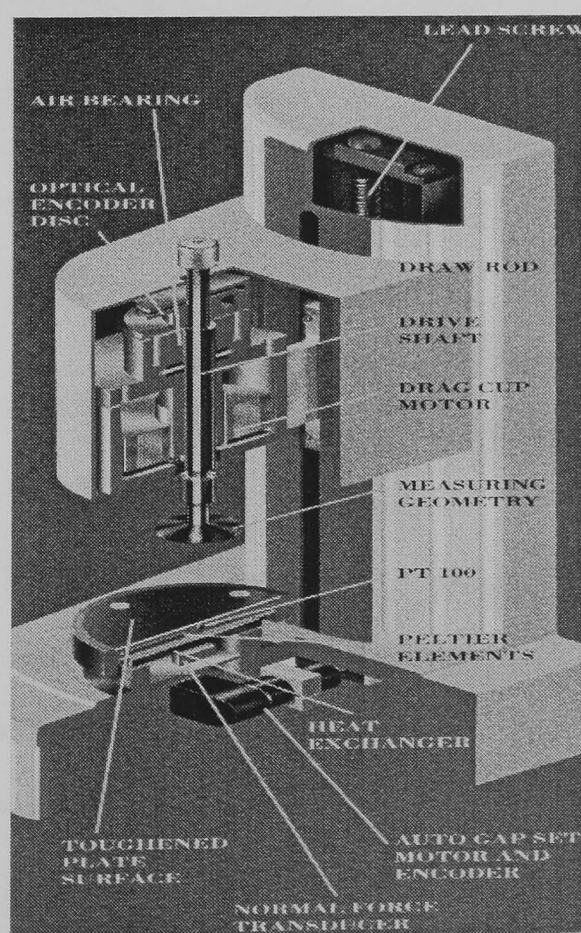 LEAD SCREW
AIR BEARING
OPTICAL
ENCODER
DISC
DRAW ROD
DRIVE
SHAFT
DRAG CUP
MOTOR
MEASURING
GEOMETRY
PT 100
PELTIER
ELEMENTS
HEAT
EXCHANGER
TOUGHENED
PLATE
SURFACE
AUTO GAP SET
MOTOR AND
ENCODER
NORMAL FORCE
TRANSDUCER